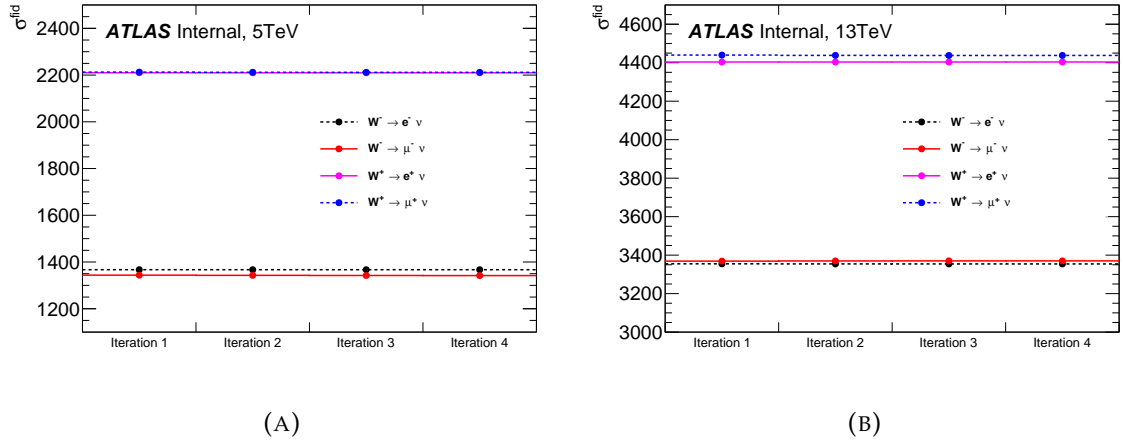 σ^fid
ATLAS Internal, 5TeV
2400
2200
2000
1800
1600
1400
1200
W⁻ → e⁻ ν
W⁻ → μ⁻ ν
W⁺ → e⁺ ν
W⁺ → μ⁺ ν
Iteration 1 Iteration 2 Iteration 3 Iteration 4
(A)
σ^fid
ATLAS Internal, 13TeV
4600
4400
4200
4000
3800
3600
3400
3200
3000
W⁻ → e⁻ ν
W⁻ → μ⁻ ν
W⁺ → e⁺ ν
W⁺ → μ⁺ ν
Iteration 1 Iteration 2 Iteration 3 Iteration 4
(B)